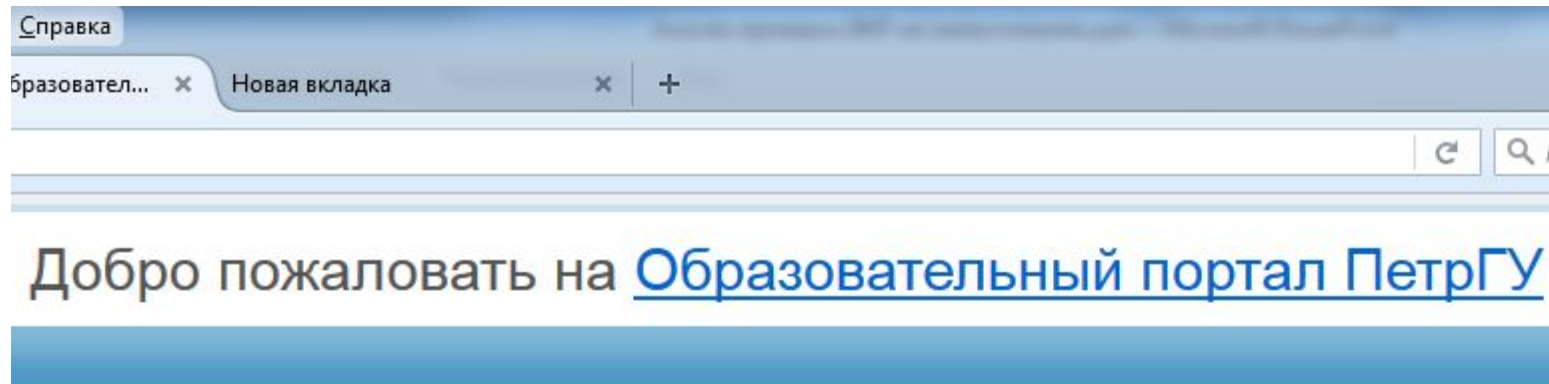 Справка
бразовател...
Новая вкладка
Добро пожаловать на Образовательный портал ПетрГУ